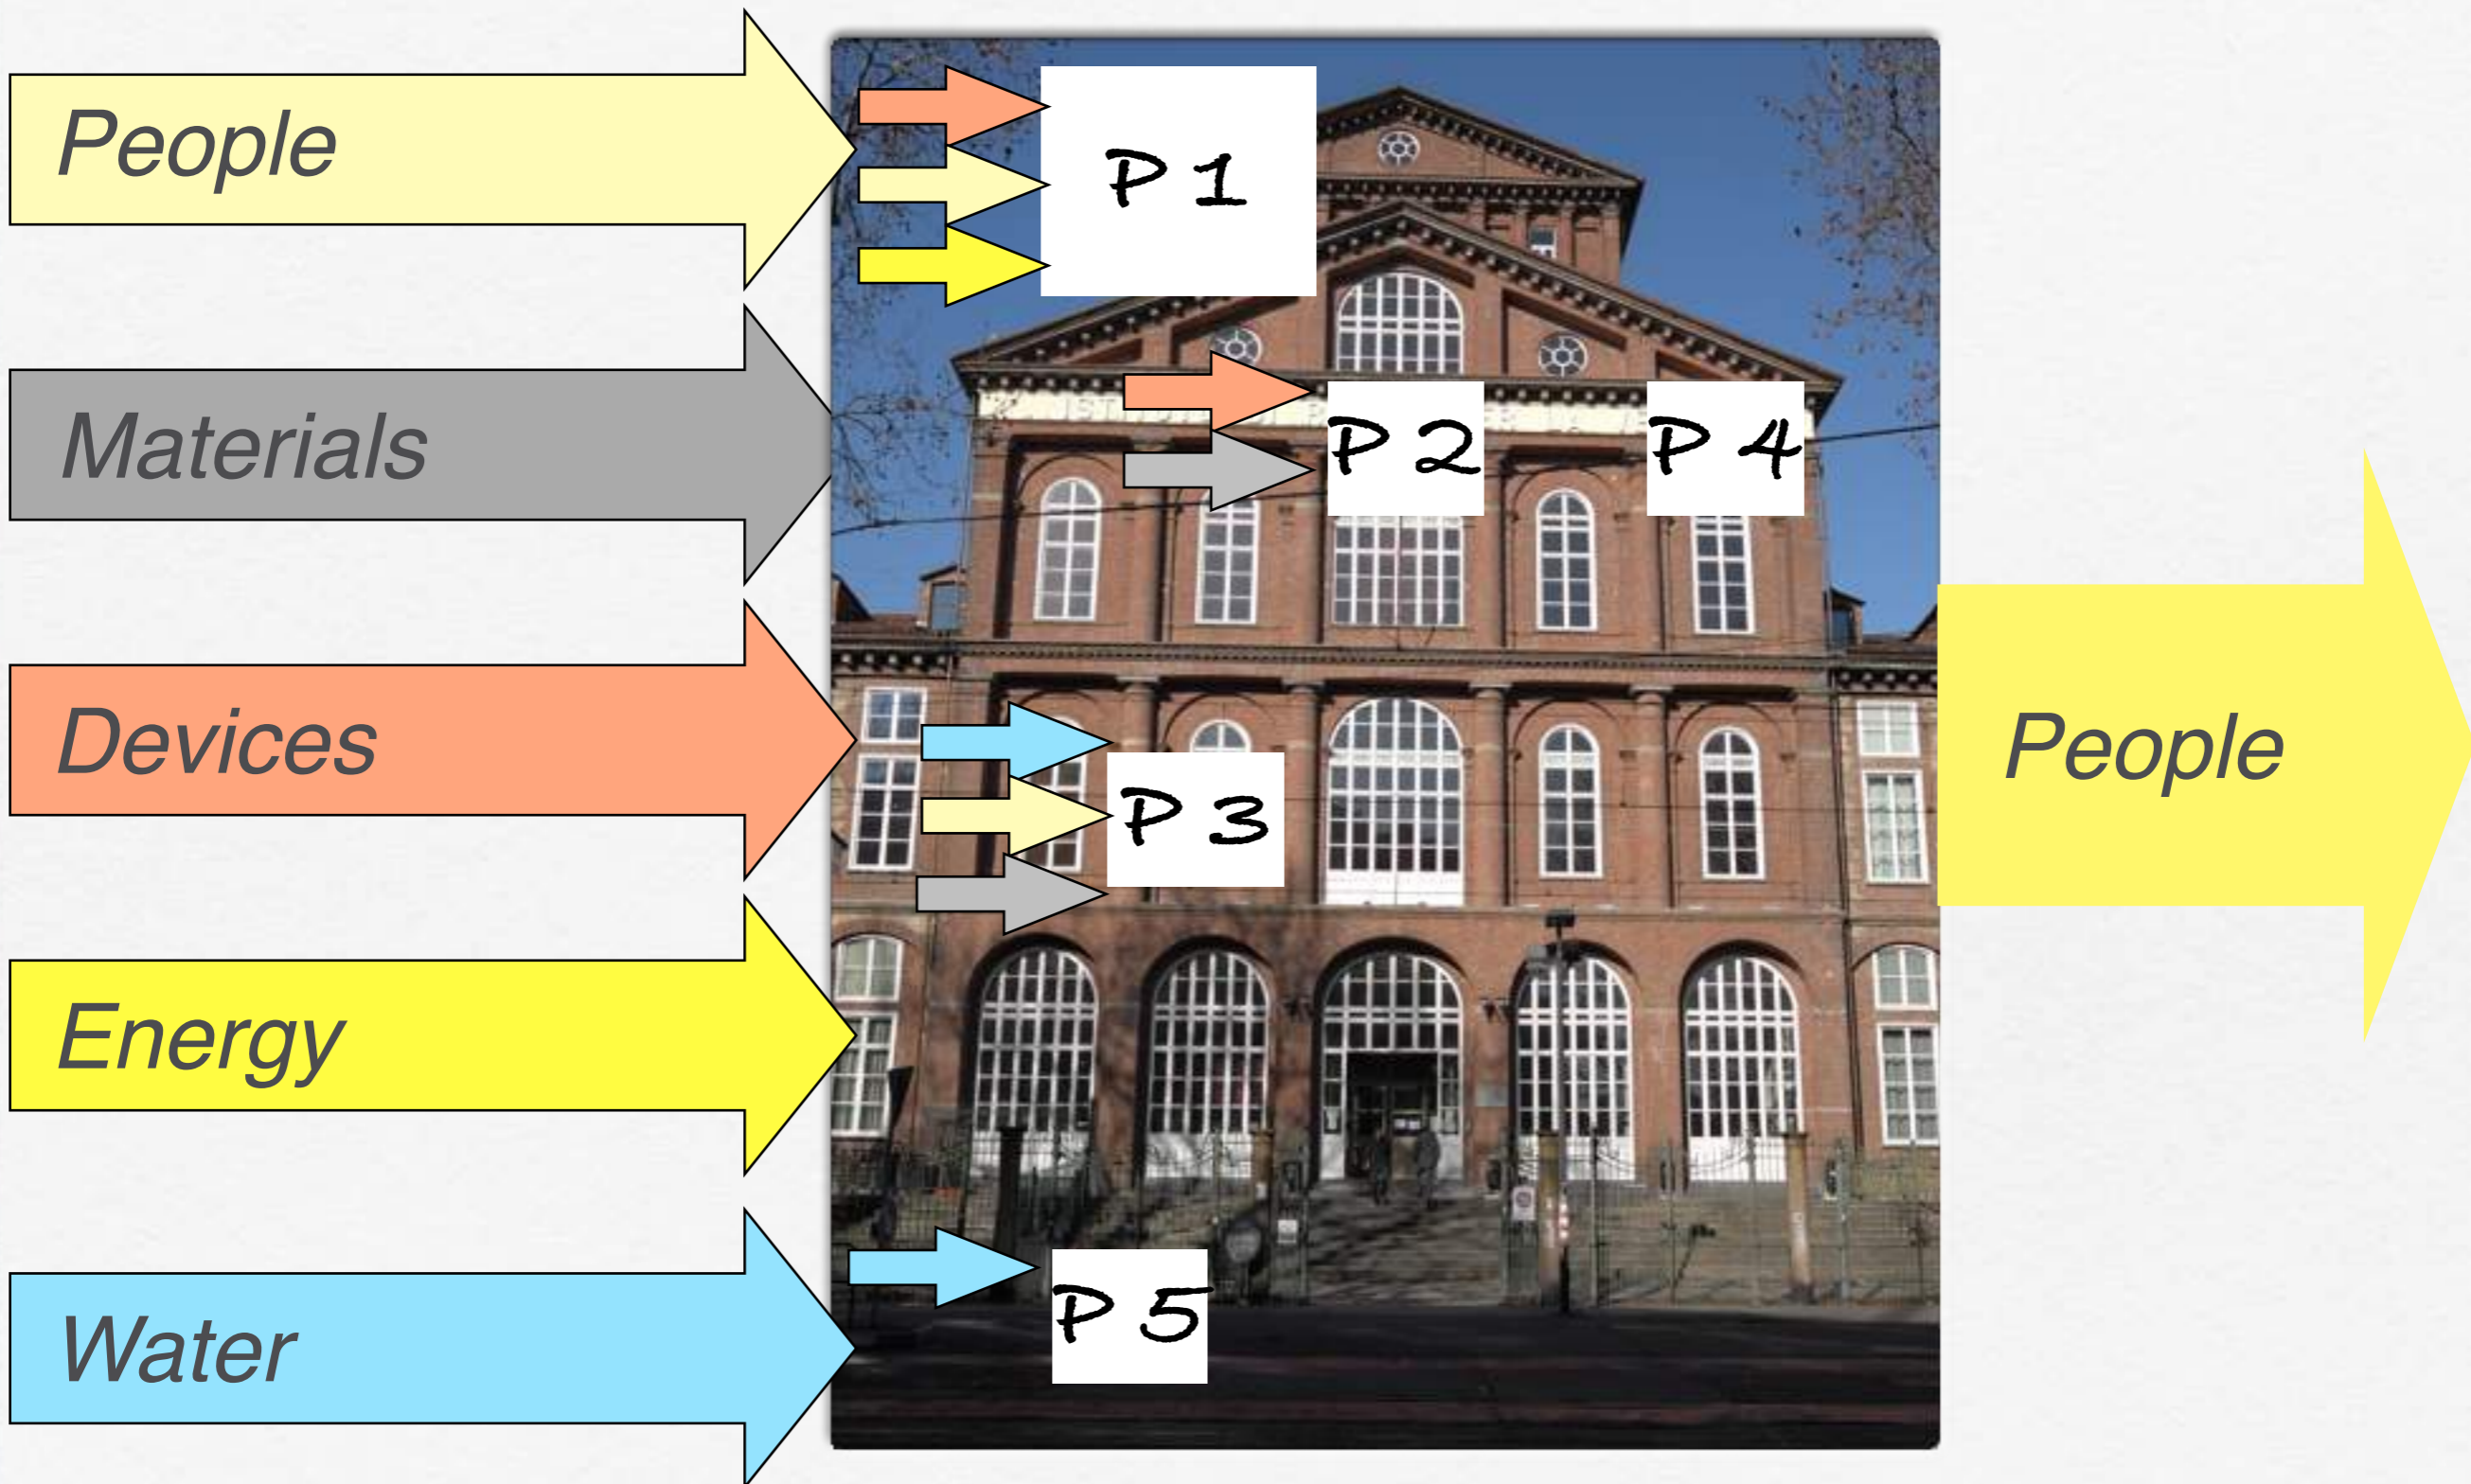 People
P 1
Materials
P 2
P 4
Devices
People
P 3
Energy
Water
P 5